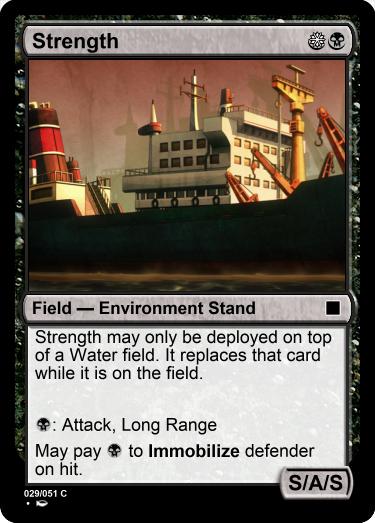 Strength
Field — Environment Stand
Strength may only be deployed on top
of a Water field. It replaces that card
while it is on the field.
: Attack, Long Range
May pay to Immobilize defender
on hit.
S/A/S
029/051 C